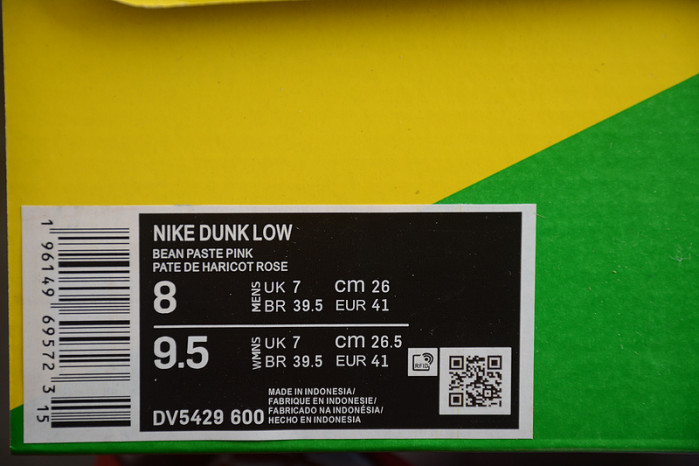 NIKE DUNK LOW
BEAN PASTE PINK
PATE DE HARICOT ROSE
8 MENS UK 7 cm 26
BR 39.5 EUR 41
9.5 WMNS UK 7 cm 26.5
BR 39.5 EUR 41
RFID
MADE IN INDONESIA/
FABRIQUE EN INDONESIE/
FABRICADO NA INDONÉSIA/
DV5429 600 HECHO EN INDONESIA
1 96149 69572 3 15